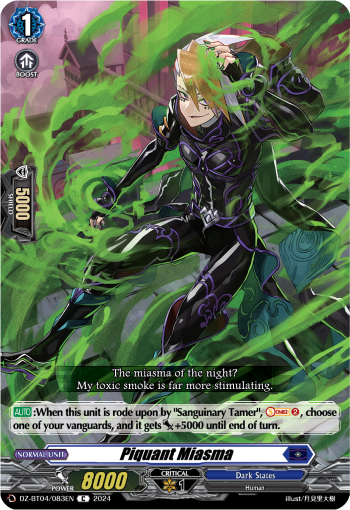 1
GRADE
BOOST
5000
SHIELD
The miasma of the night?
My toxic smoke is far more stimulating.
AUTO :When this unit is rode upon by "Sanguinary Tamer", CHARGE 2, choose
one of your vanguards, and it gets +5000 until end of turn.
NORMAL UNIT
Piquant Miasma
POWER 8000
CRITICAL
1
Dark States
Human
D-BT04/083EN C 2024
illust/月見里大樹